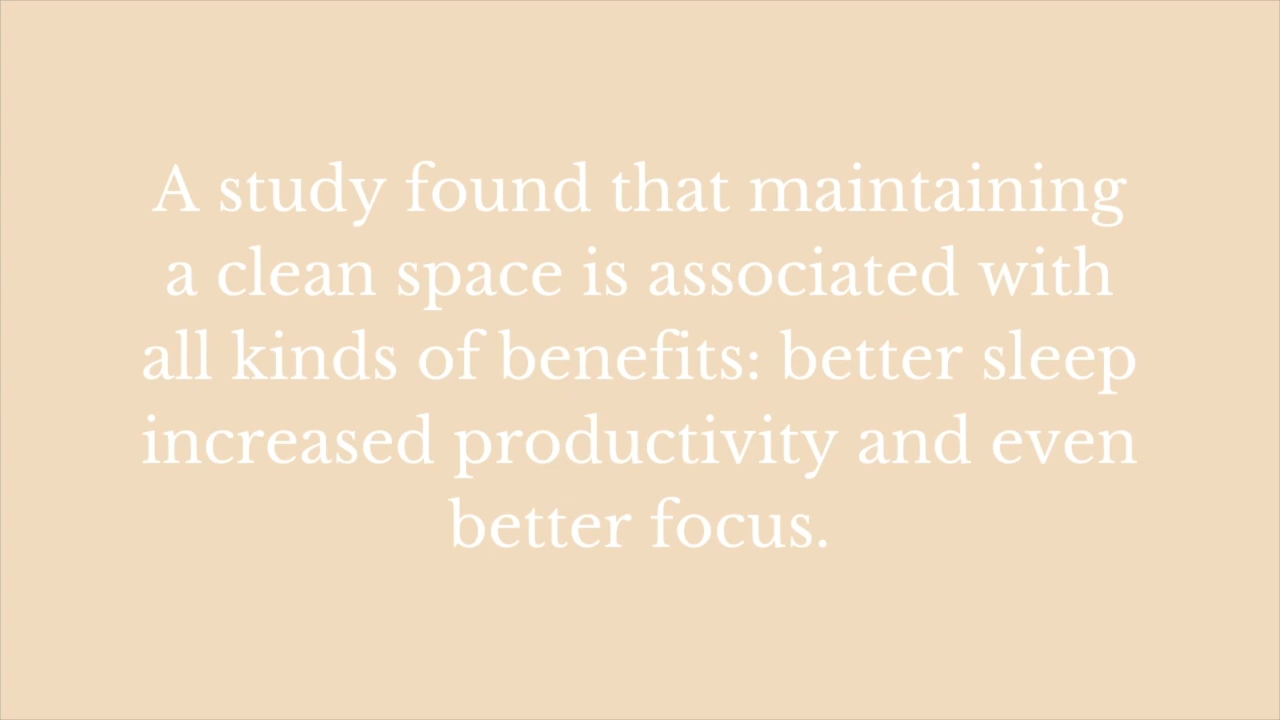 A study found that maintaining
a clean space is associated with
all kinds of benefits: better sleep
increased productivity and even
better focus.